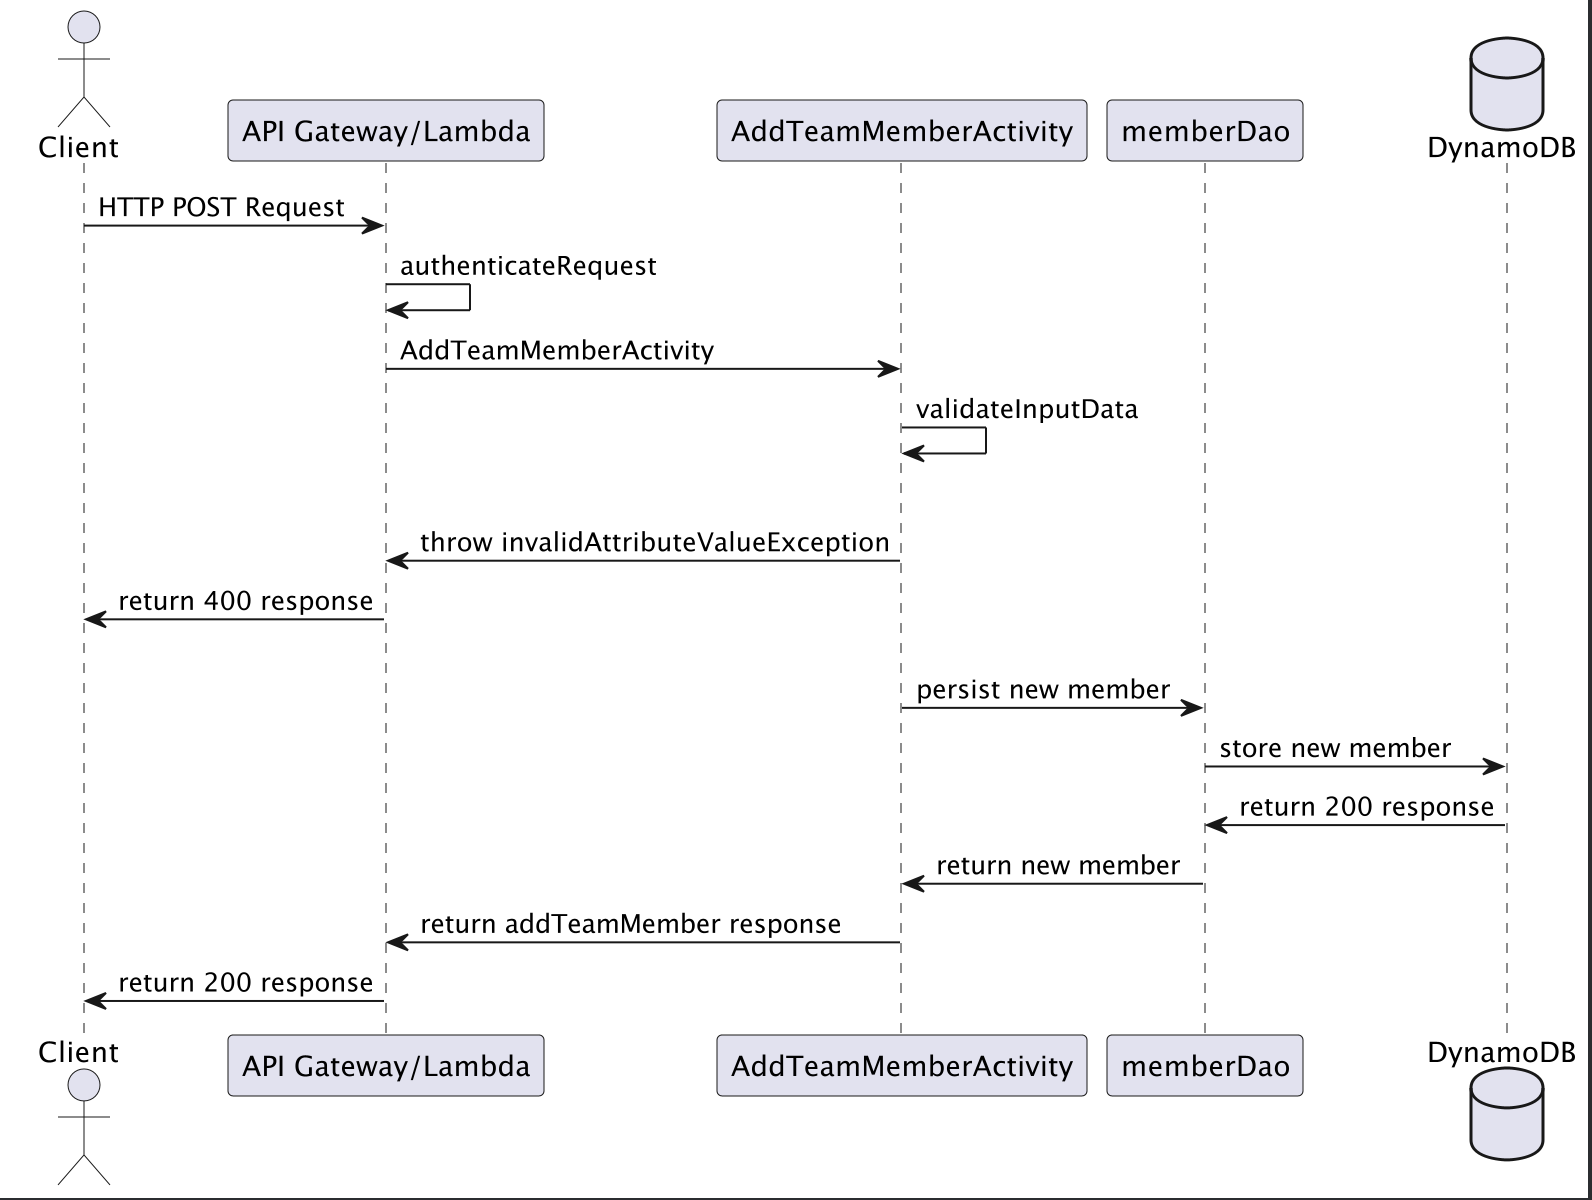 Client
API Gateway/Lambda
AddTeamMemberActivity
memberDao
DynamoDB
HTTP POST Request
authenticateRequest
AddTeamMemberActivity
validateInputData
throw invalidAttributeValueException
return 400 response
persist new member
store new member
return 200 response
return new member
return addTeamMember response
return 200 response
Client
API Gateway/Lambda
AddTeamMemberActivity
memberDao
DynamoDB